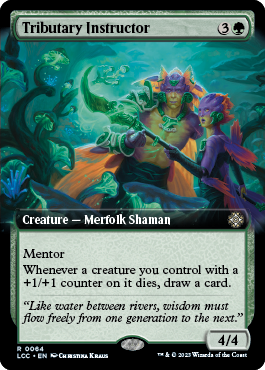 Tributary Instructor 3
Creature — Merfolk Shaman
Mentor
Whenever a creature you control with a
+1/+1 counter on it dies, draw a card.
“Like water between rivers, wisdom must
flow freely from one generation to the next.”
4/4
R 0064
LCC • EN Christina Kraus
™ & © 2023 Wizards of the Coast